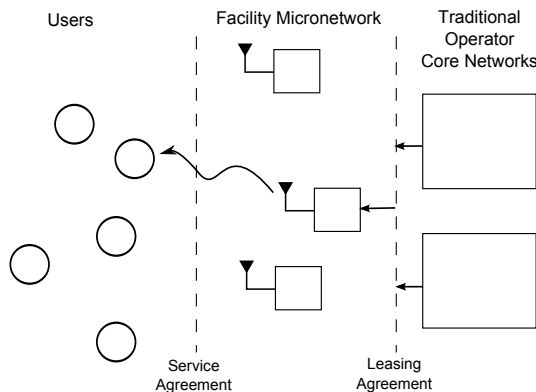 Users
Facility Micronetwork
Traditional
Operator
Core Networks
Service
Agreement
Leasing
Agreement